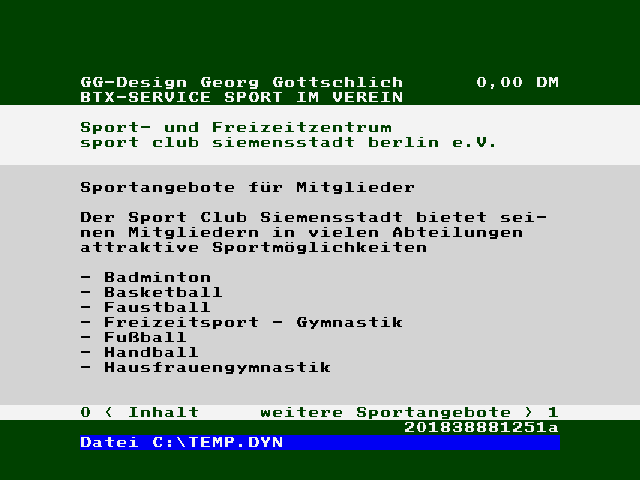 GG-Design Georg Gottschlich 0,00 DM
BTX-SERVICE SPORT IM VEREIN
Sport- und Freizeitzentrum
sport club siemensstadt berlin e.V.
Sportangebote für Mitglieder
Der Sport Club Siemensstadt bietet sei-
nen Mitgliedern in vielen Abteilungen
attraktive Sportmöglichkeiten
- Badminton
- Basketball
- Faustball
- Freizeitsport - Gymnastik
- Fußball
- Handball
- Hausfrauengymnastik
0 < Inhalt weitere Sportangebote > 1
201838881251a
Datei C:\TEMP.DYN